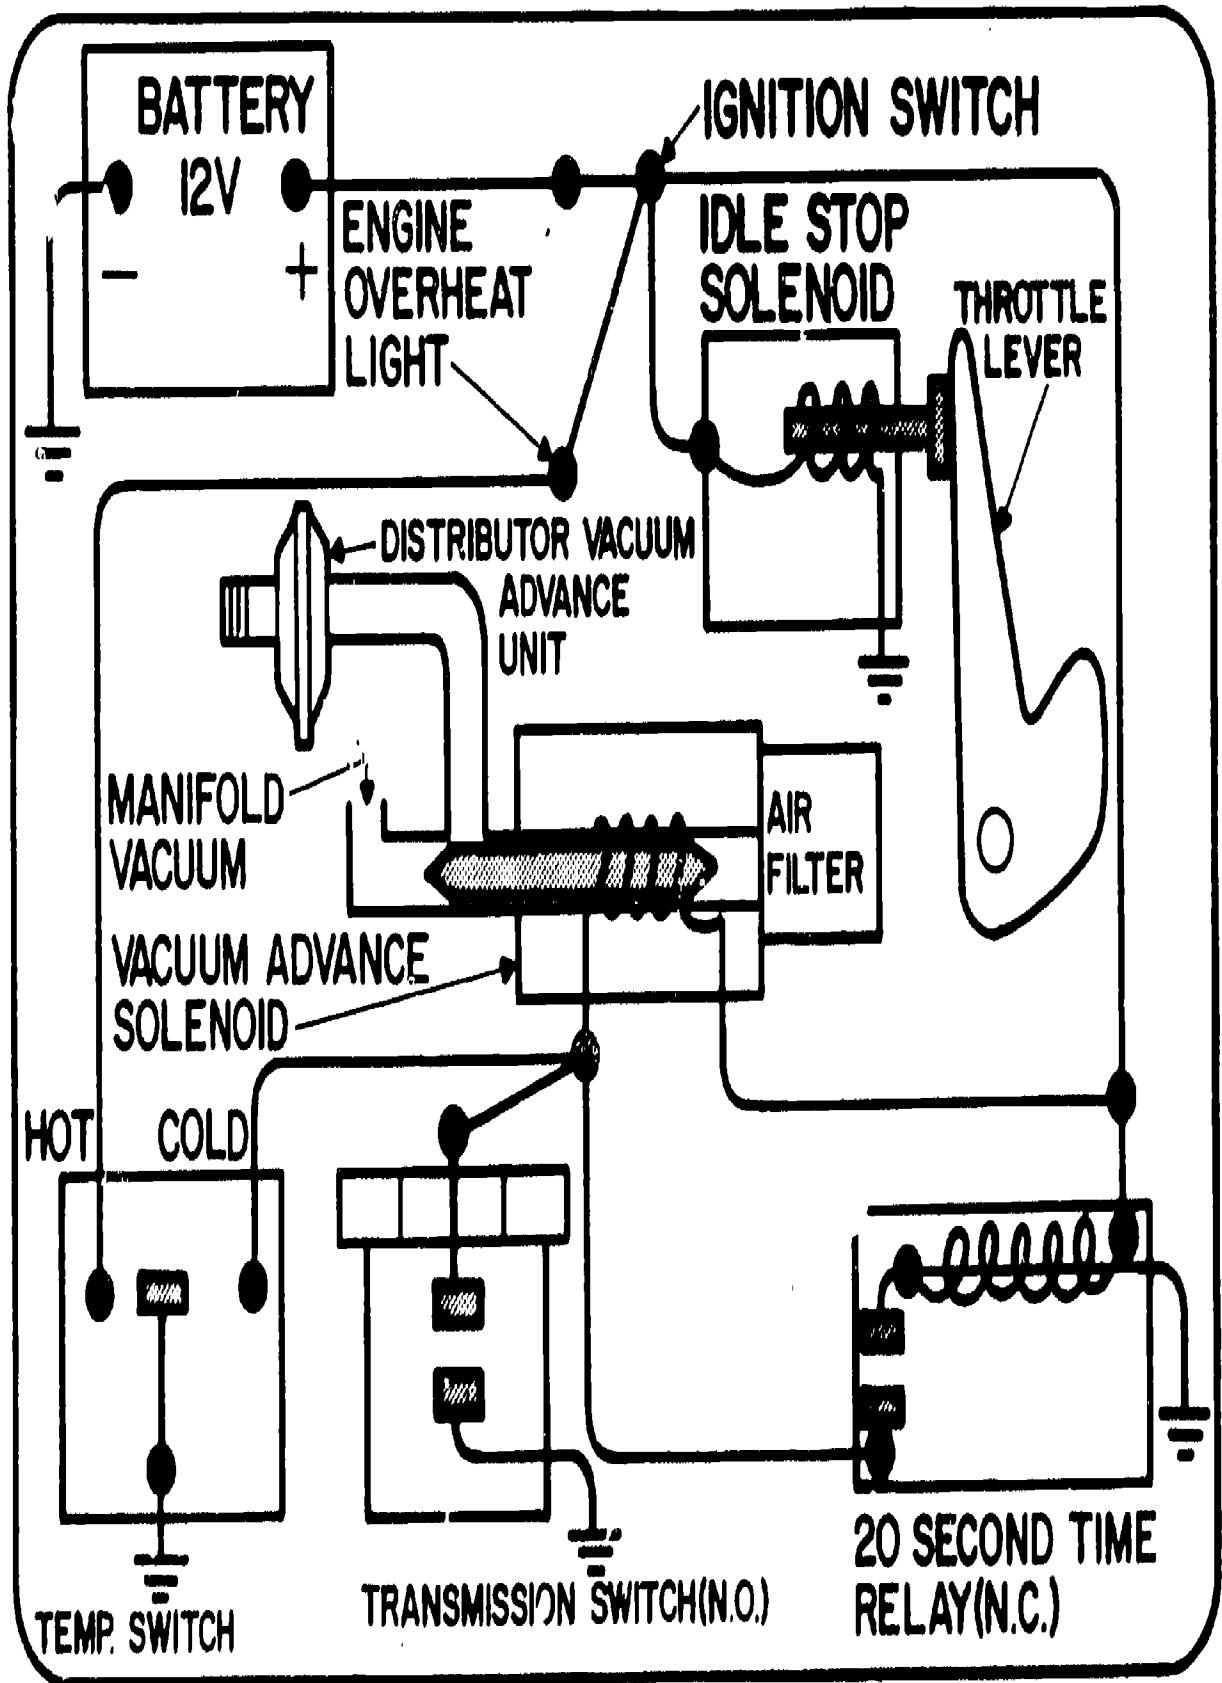 BATTERY
12V
−
+
IGNITION SWITCH
ENGINE
OVERHEAT
LIGHT
IDLE STOP
SOLENOID
THROTTLE
LEVER
DISTRIBUTOR VACUUM
ADVANCE
UNIT
MANIFOLD
VACUUM
AIR
FILTER
VACUUM ADVANCE
SOLENOID
HOT
COLD
TEMP. SWITCH
TRANSMISSION SWITCH(N.O.)
20 SECOND TIME
RELAY(N.C.)